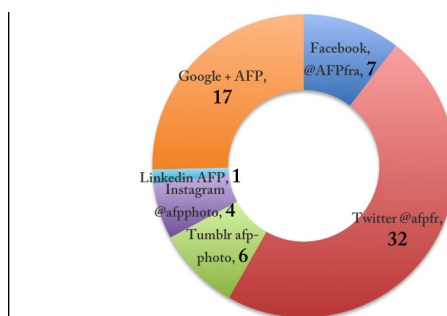 Facebook,
@AFPfra, 7
Google + AFP,
17
Linkedin AFP, 1
Instagram
@afpphoto, 4
Tumblr afp-
photo, 6
Twitter @afpfr,
32